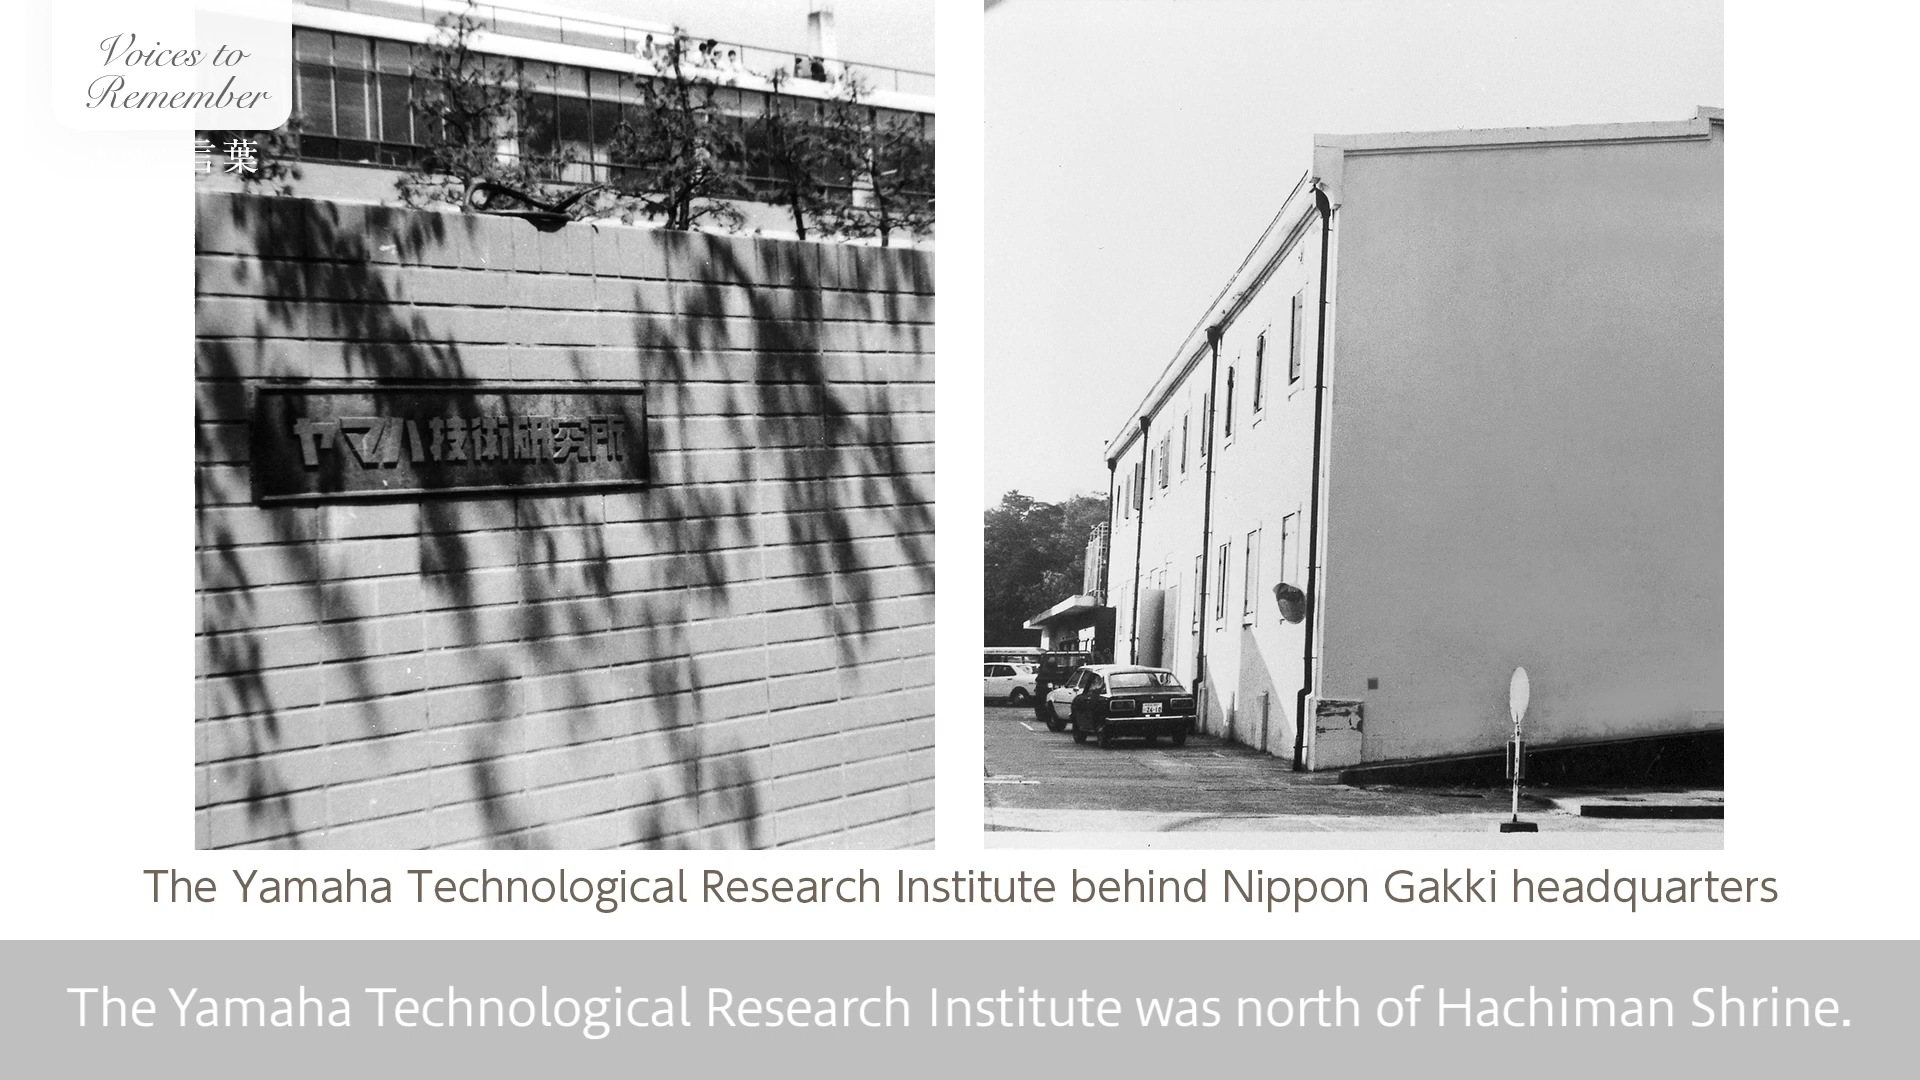 Voices to
Remember
言葉
ヤマハ技術研究所
The Yamaha Technological Research Institute behind Nippon Gakki headquarters
The Yamaha Technological Research Institute was north of Hachiman Shrine.